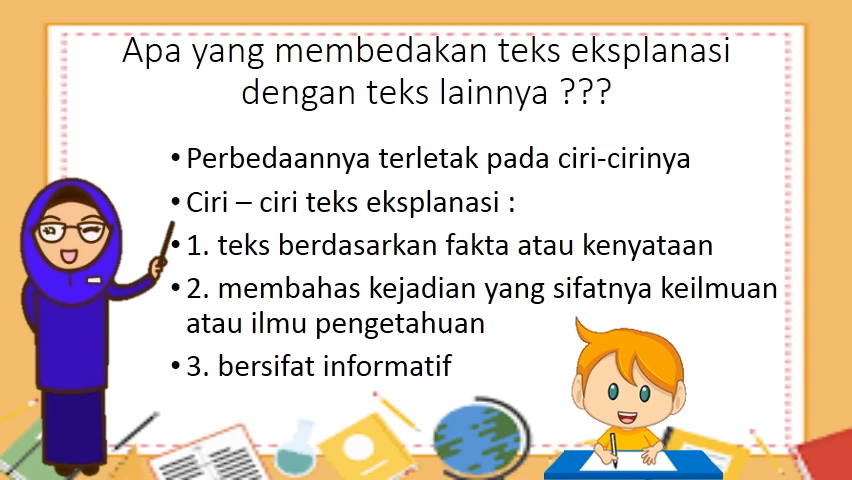 Apa yang membedakan teks eksplanasi
dengan teks lainnya ???
• Perbedaannya terletak pada ciri-cirinya
• Ciri – ciri teks eksplanasi :
• 1. teks berdasarkan fakta atau kenyataan
• 2. membahas kejadian yang sifatnya keilmuan
atau ilmu pengetahuan
• 3. bersifat informatif